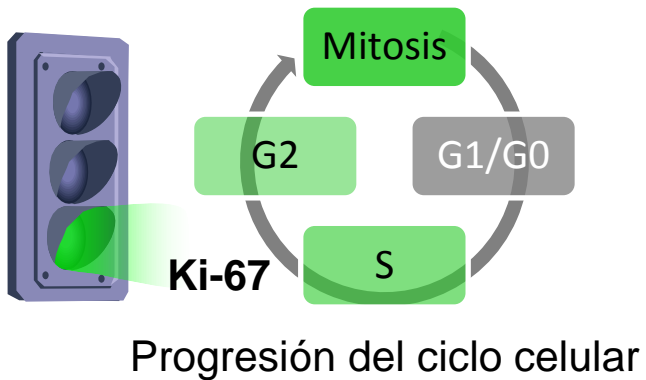 Mitosis
G2
G1/G0
S
Ki-67
Progresión del ciclo celular